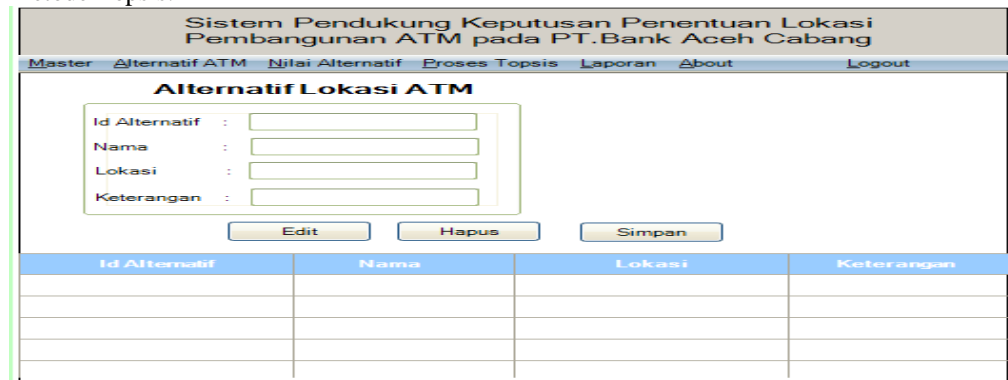 Sistem Pendukung Keputusan Penentuan Lokasi
Pembangunan ATM pada PT.Bank Aceh Cabang
Master Alternatif ATM Nilai Alternatif Proses Topsis Laporan About Logout
Alternatif Lokasi ATM
Id Alternatif :
Nama :
Lokasi :
Keterangan :
Edit Hapus Simpan
Id Alternatif Nama Lokasi Keterangan